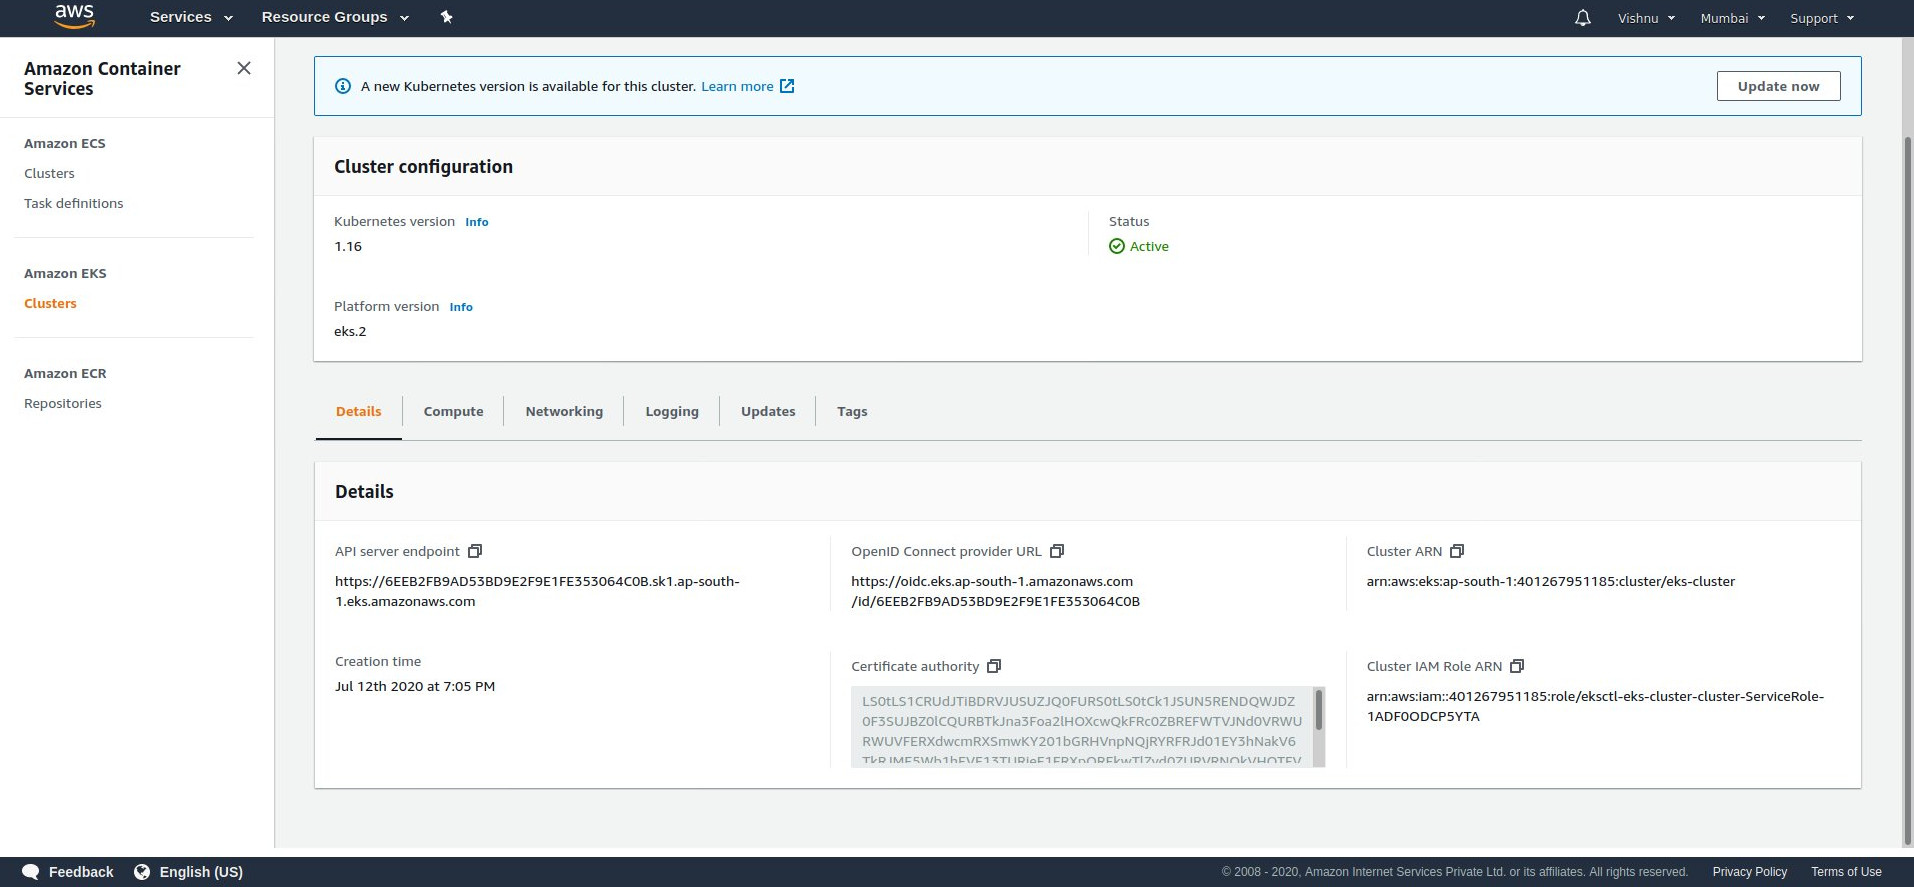 aws
Services
Resource Groups
Vishnu
Mumbai
Support
Amazon Container
Services
Amazon ECS
Clusters
Task definitions
Amazon EKS
Clusters
Amazon ECR
Repositories
A new Kubernetes version is available for this cluster. Learn more
Update now
Cluster configuration
Kubernetes version Info
1.16
Status
Active
Platform version Info
eks.2
Details
Compute
Networking
Logging
Updates
Tags
Details
API server endpoint
https://6EEB2FB9AD53BD9E2F9E1FE353064C0B.sk1.ap-south-
1.eks.amazonaws.com
OpenID Connect provider URL
https://oidc.eks.ap-south-1.amazonaws.com
/id/6EEB2FB9AD53BD9E2F9E1FE353064C0B
Cluster ARN
arn:aws:eks:ap-south-1:401267951185:cluster/eks-cluster
Creation time
Jul 12th 2020 at 7:05 PM
Certificate authority
LS0tLS1CRUdJTiBDRVJUSUZJQ0FURS0tLS0tCk1JSUN5RENDQWJDZ
0F3SUJBZ0lCQURBTkJna3Foa2lHOXcwQkFRc0ZBREFWTVJNd0VRWU
RWUVFERXdwcmRXSmwKY201bGRHVnpNQjRYRFRJd01EY3hNakV6
Cluster IAM Role ARN
arn:aws:iam::401267951185:role/eksctl-eks-cluster-cluster-ServiceRole-
1ADF0ODCP5YTA
Feedback
English (US)
© 2008 - 2020, Amazon Internet Services Private Ltd. or its affiliates. All rights reserved.
Privacy Policy
Terms of Use